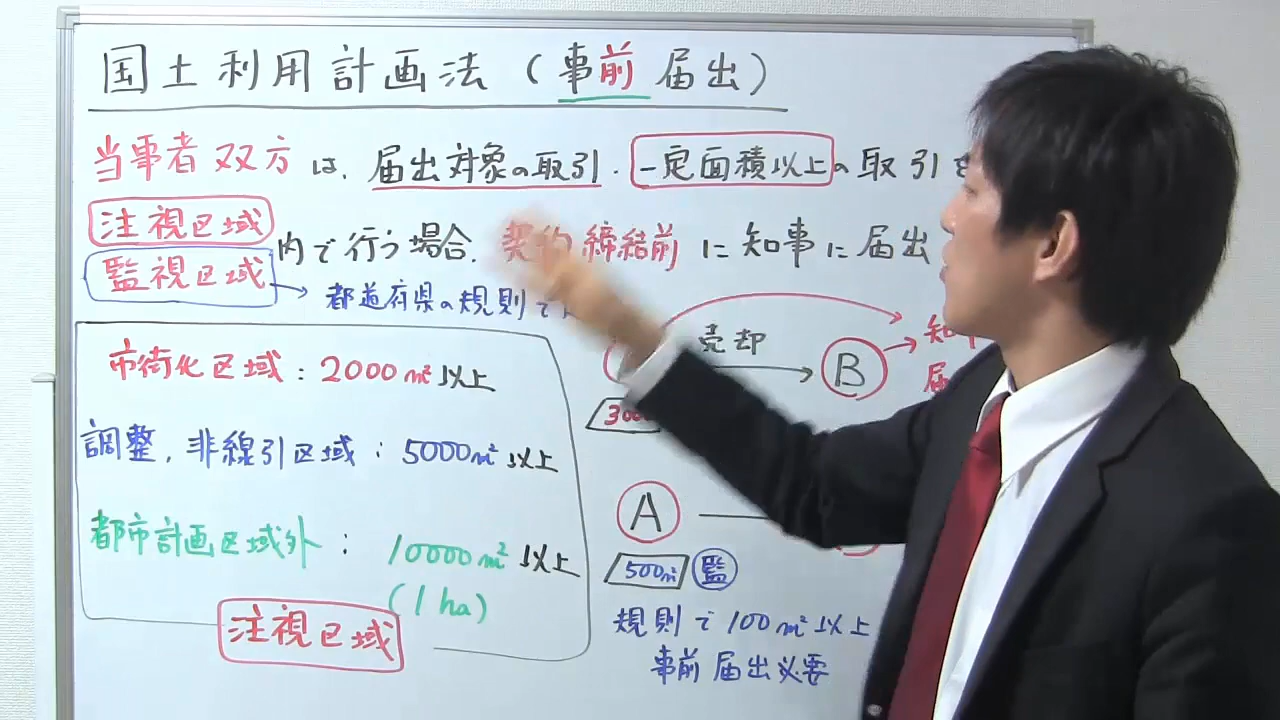 国土利用計画法（事前届出）
当事者双方は、届出対象の取引・一定面積以上の取引を
注視区域
監視区域
内で行う場合、契約締結前に知事に届出
都道府県の規則で
市街化区域：2000㎡以上
調整、非線引区域：5000㎡以上
都市計画区域外：10000㎡以上
(1ha)
注視区域
売却
B
A
500㎡ 監
規則で100㎡以上
事前届出必要